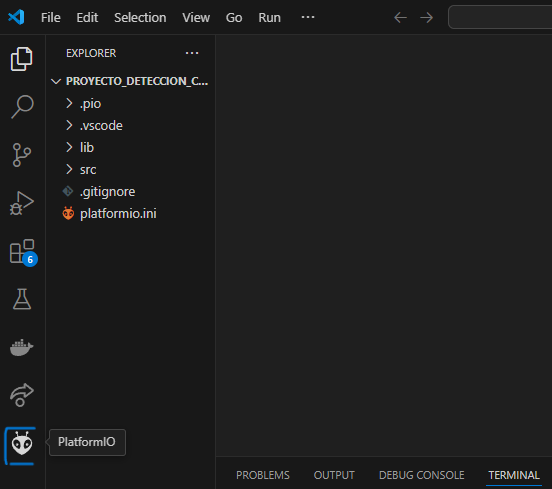 File Edit Selection View Go Run ···
EXPLORER ···
PROYECTO_DETECCION_C...
.pio
.vscode
lib
src
.gitignore
platformio.ini
6
PlatformIO
PROBLEMS OUTPUT DEBUG CONSOLE TERMINAL